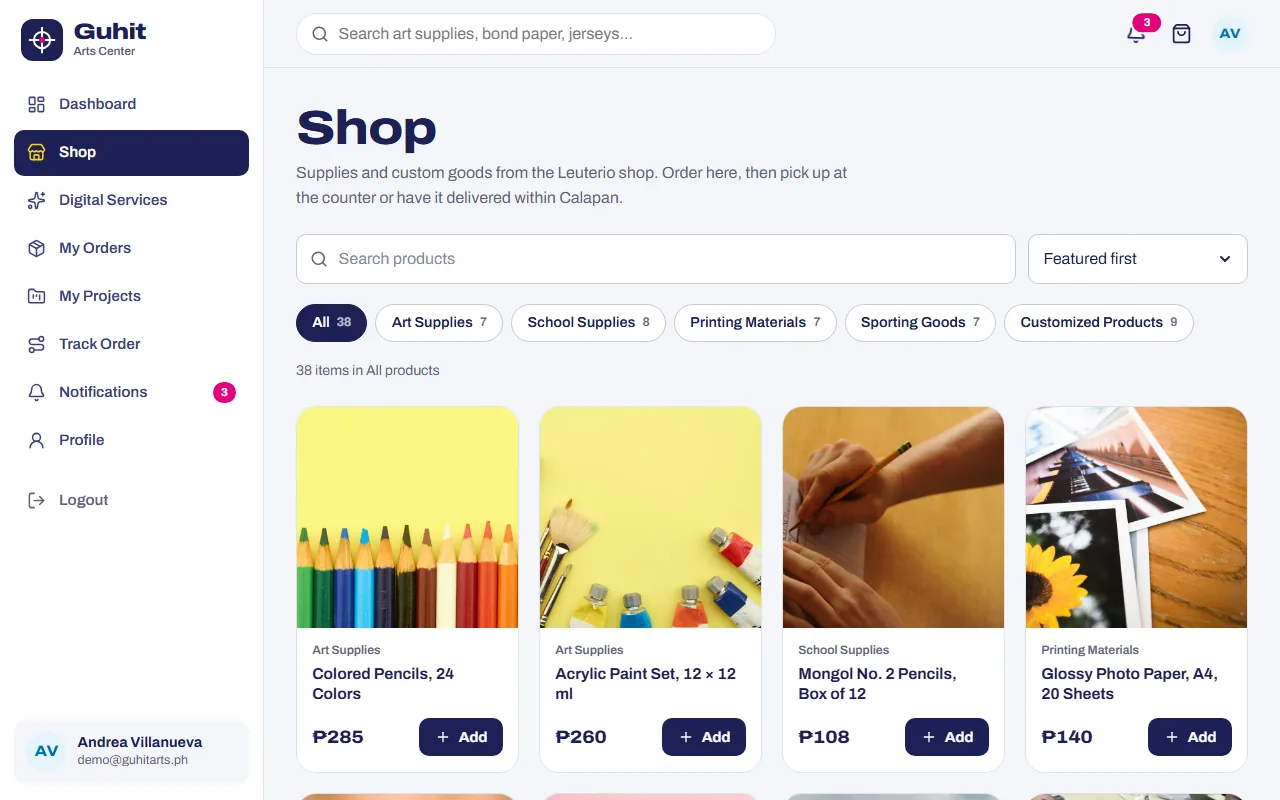 Guhit
Arts Center
Dashboard
Shop
Digital Services
My Orders
My Projects
Track Order
Notifications 3
Profile
Logout
AV
Andrea Villanueva
demo@guhitarts.ph
Search art supplies, bond paper, jerseys...
3
AV
Shop
Supplies and custom goods from the Leuterio shop. Order here, then pick up at
the counter or have it delivered within Calapan.
Search products
Featured first
All 38
Art Supplies 7
School Supplies 8
Printing Materials 7
Sporting Goods 7
Customized Products 9
38 items in All products
Art Supplies
Colored Pencils, 24
Colors
₱285
+ Add
Art Supplies
Acrylic Paint Set, 12 × 12
ml
₱260
+ Add
School Supplies
Mongol No. 2 Pencils,
Box of 12
₱108
+ Add
Printing Materials
Glossy Photo Paper, A4,
20 Sheets
₱140
+ Add